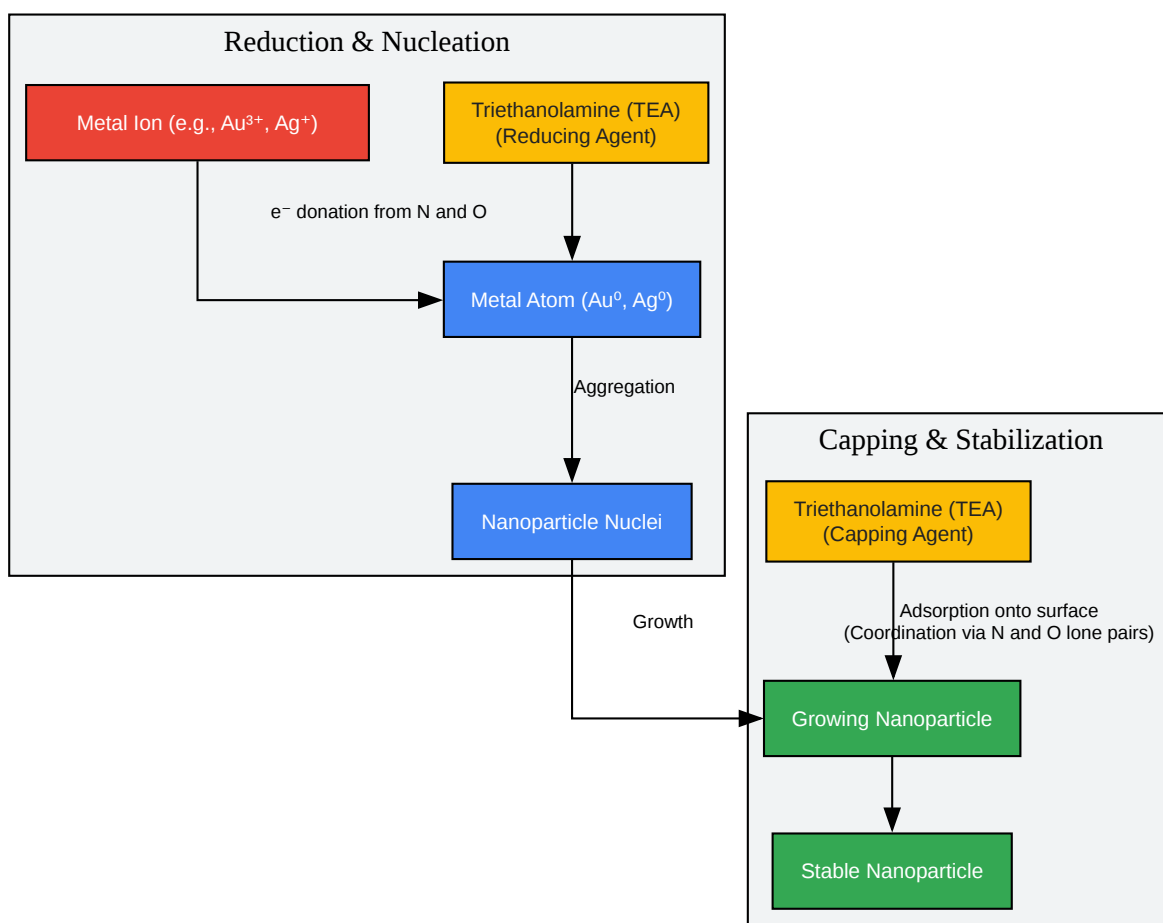 Reduction & Nucleation
Metal Ion (e.g., Au³⁺, Ag⁺)
Triethanolamine (TEA)
(Reducing Agent)
e⁻ donation from N and O
Metal Atom (Au⁰, Ag⁰)
Aggregation
Nanoparticle Nuclei
Growth
Capping & Stabilization
Triethanolamine (TEA)
(Capping Agent)
Adsorption onto surface
(Coordination via N and O lone pairs)
Growing Nanoparticle
Stable Nanoparticle